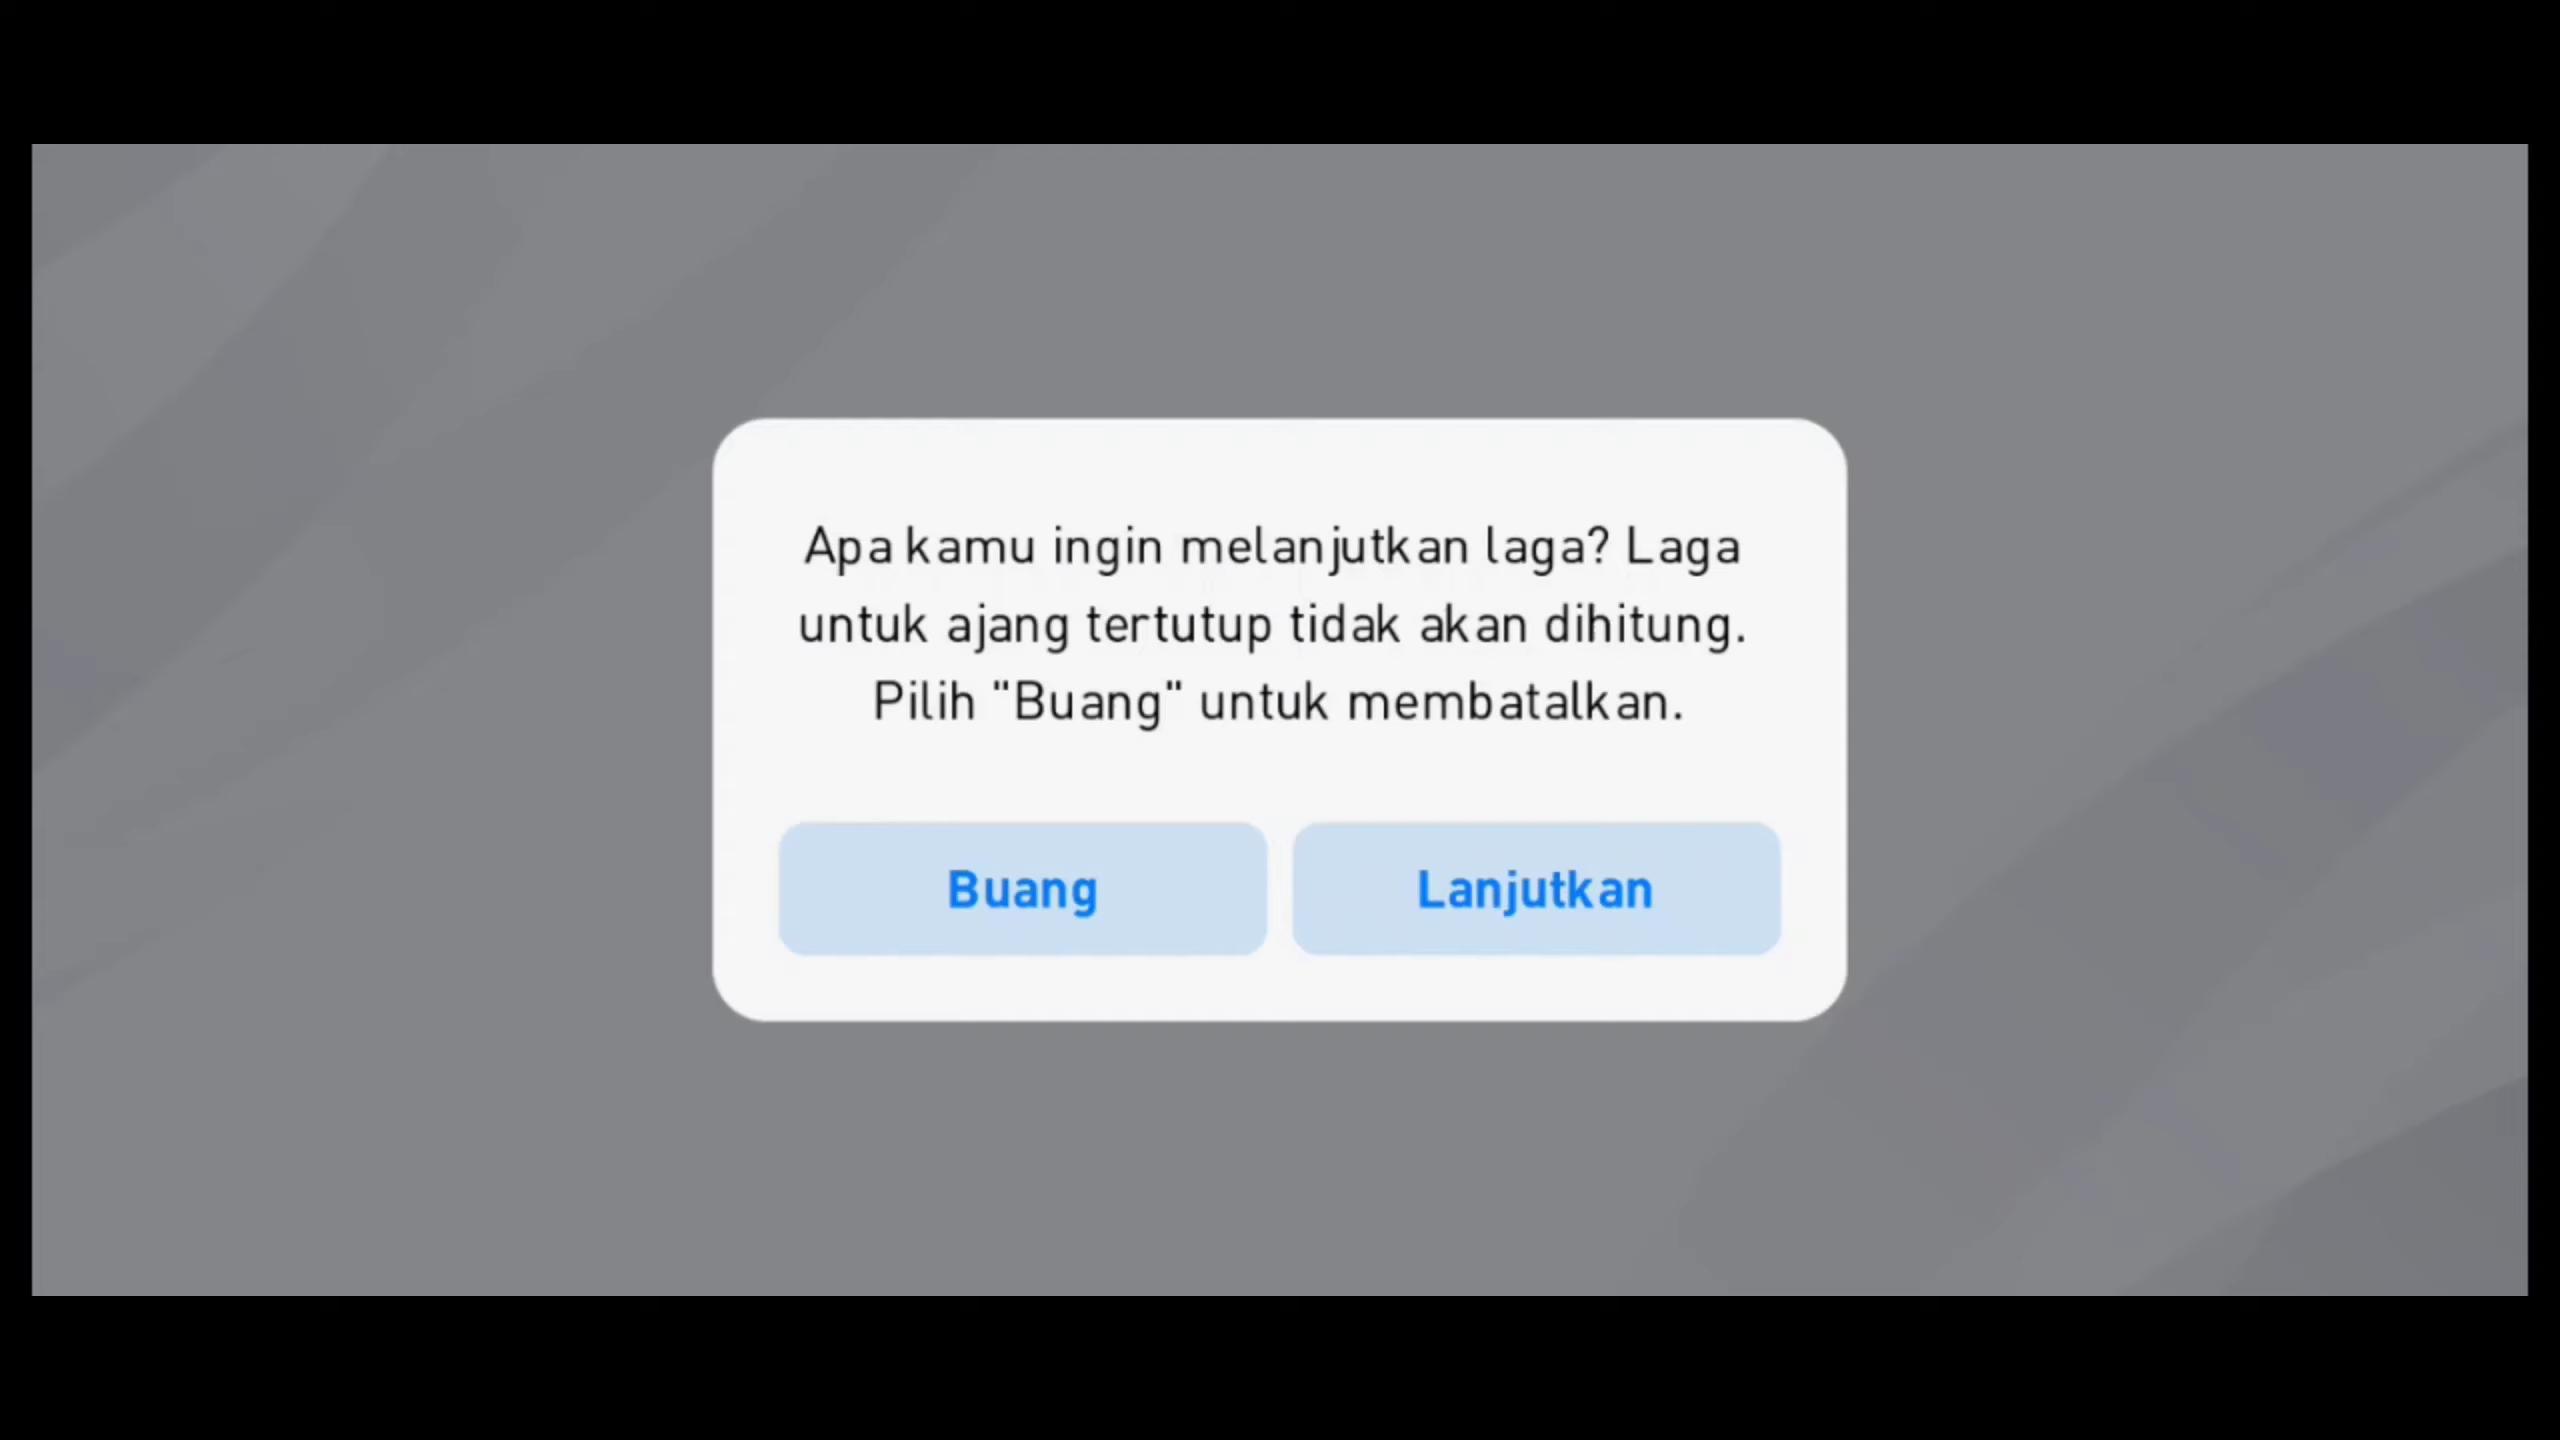 Apa kamu ingin melanjutkan laga? Laga
untuk ajang tertutup tidak akan dihitung.
Pilih "Buang" untuk membatalkan.
Buang
Lanjutkan